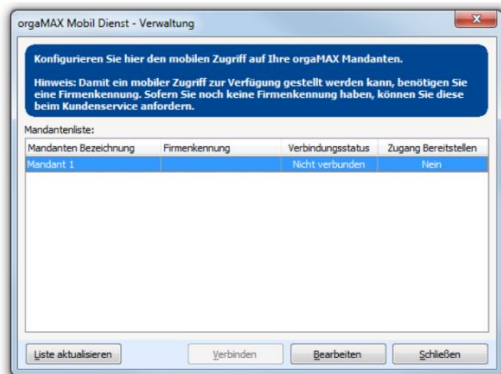 orgaMAX Mobil Dienst - Verwaltung
Konfigurieren Sie hier den mobilen Zugriff auf Ihre orgaMAX Mandanten.
Hinweis: Damit ein mobiler Zugriff zur Verfügung gestellt werden kann, benötigen Sie
eine Firmenkennung. Sofern Sie noch keine Firmenkennung haben, können Sie diese
beim Kundenservice anfordern.
Mandantenliste:
Mandanten Bezeichnung Firmenkennung Verbindungsstatus Zugang Bereitstellen
Mandant 1 Nicht verbunden Nein
Liste aktualisieren Verbinden Bearbeiten Schließen